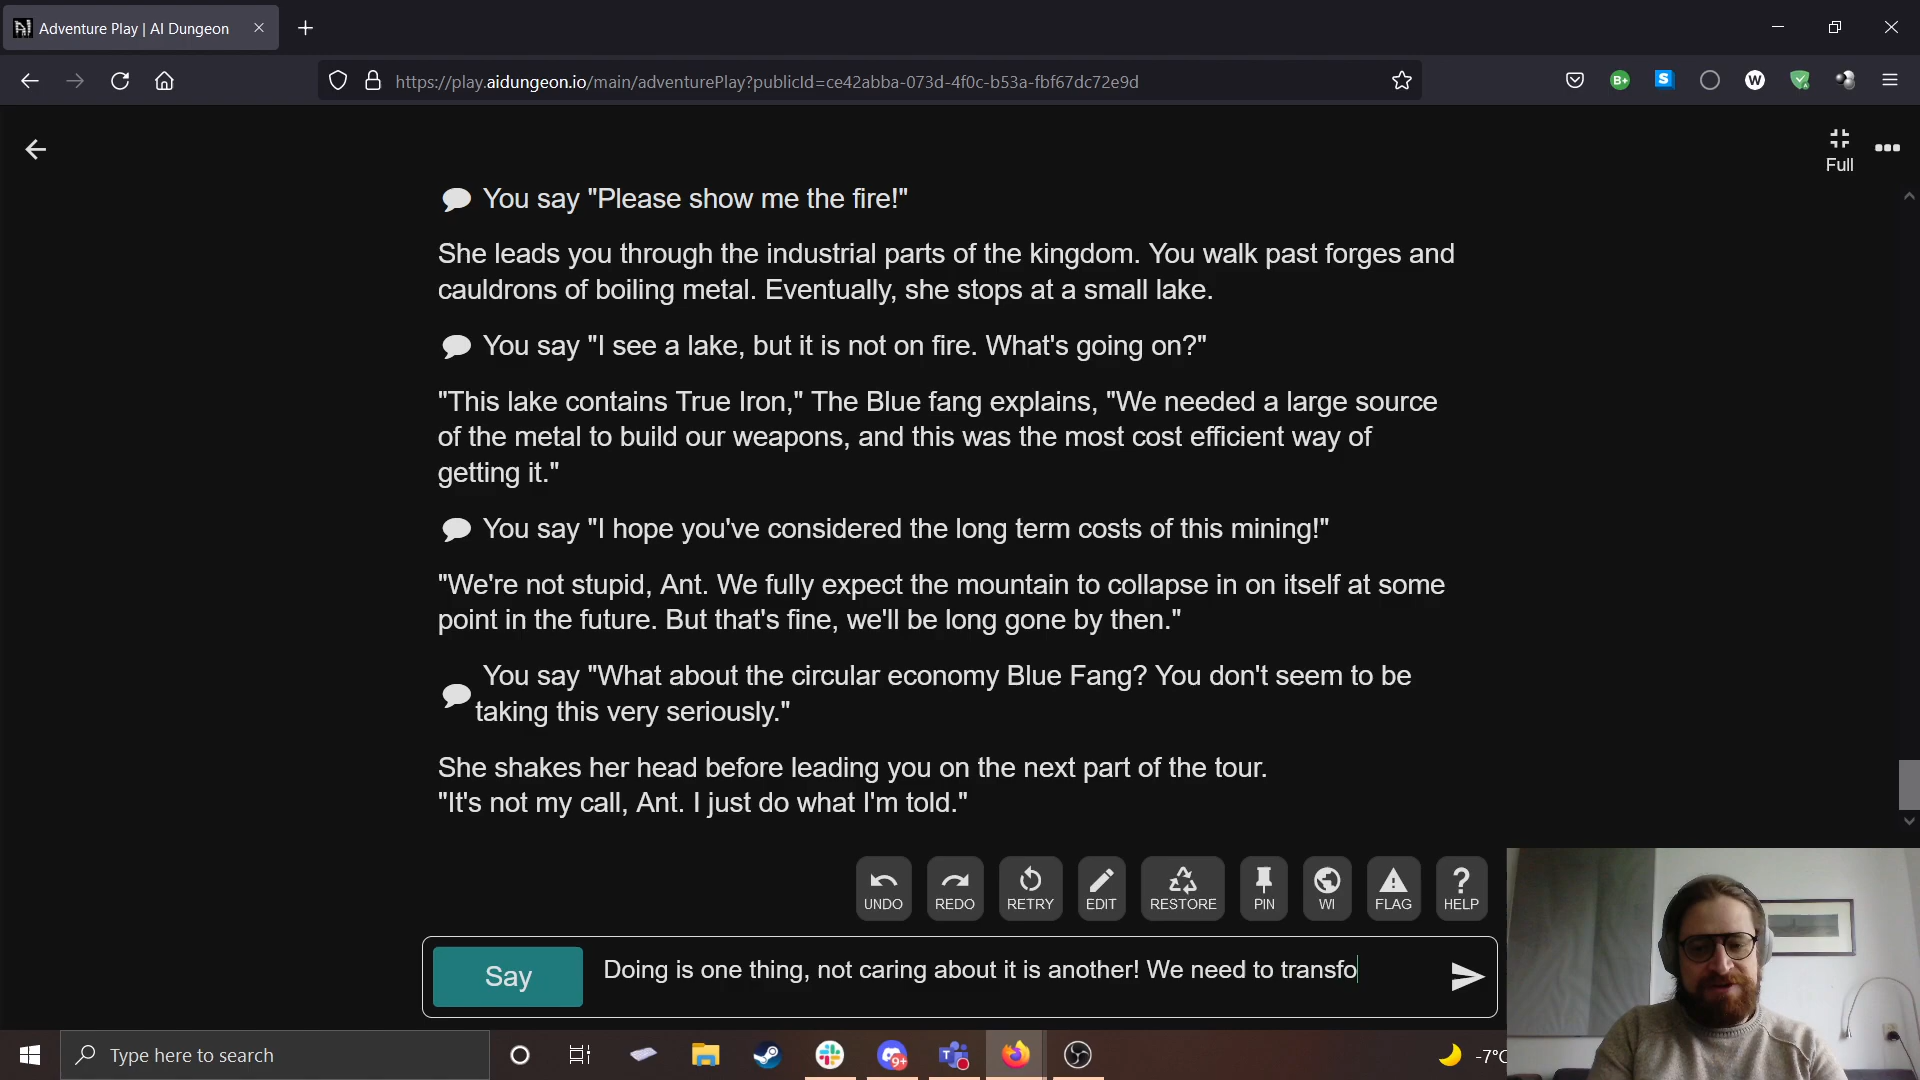 Adventure Play | AI Dungeon
https://play.aidungeon.io/main/adventurePlay?publicId=ce42abba-073d-4f0c-b53a-fbf67dc72e9d
B+
S
W
Full
You say "Please show me the fire!"
She leads you through the industrial parts of the kingdom. You walk past forges and
cauldrons of boiling metal. Eventually, she stops at a small lake.
You say "I see a lake, but it is not on fire. What's going on?"
"This lake contains True Iron," The Blue fang explains, "We needed a large source
of the metal to build our weapons, and this was the most cost efficient way of
getting it."
You say "I hope you've considered the long term costs of this mining!"
"We're not stupid, Ant. We fully expect the mountain to collapse in on itself at some
point in the future. But that's fine, we'll be long gone by then."
You say "What about the circular economy Blue Fang? You don't seem to be
taking this very seriously."
She shakes her head before leading you on the next part of the tour.
"It's not my call, Ant. I just do what I'm told."
UNDO REDO RETRY EDIT RESTORE PIN WI FLAG HELP
Say Doing is one thing, not caring about it is another! We need to transfo
Type here to search
9+
-7°C